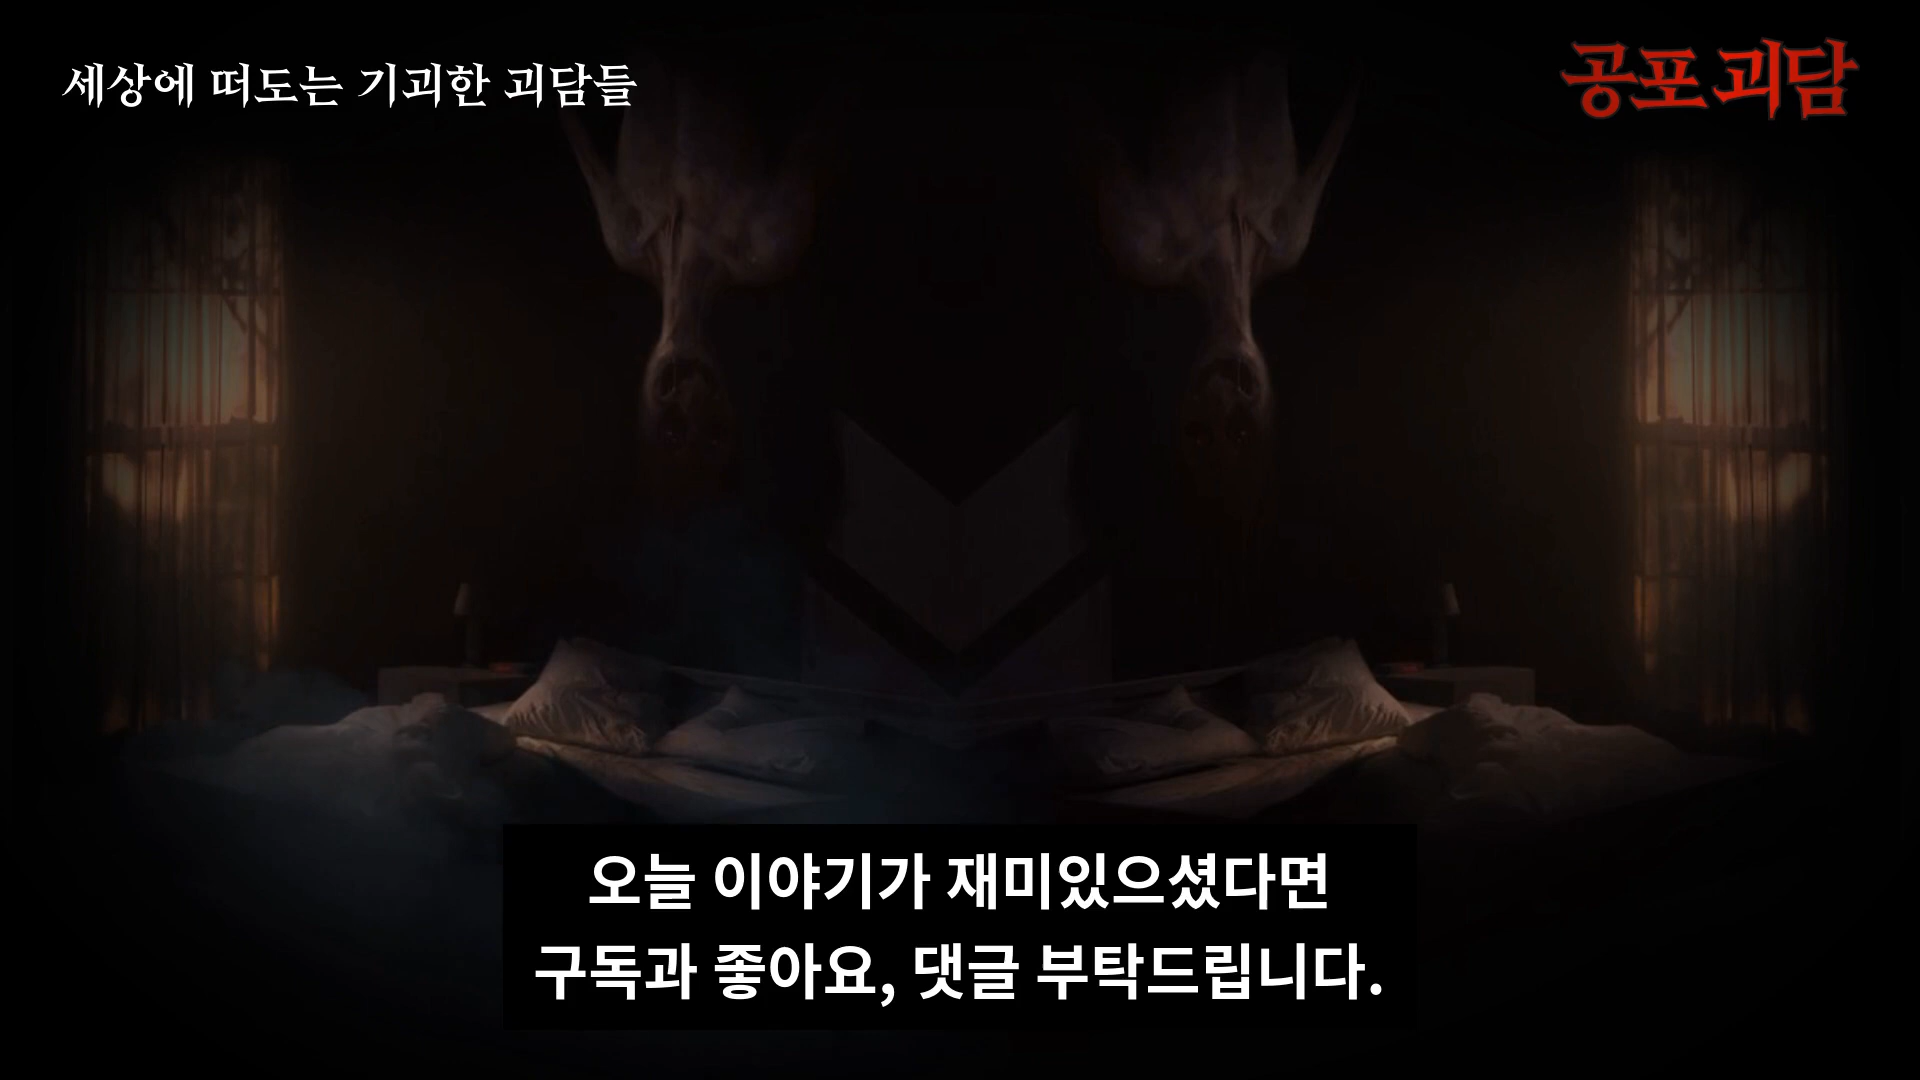 세상에 떠도는 기괴한 괴담들
공포 괴담
오늘 이야기가 재미있으셨다면
구독과 좋아요, 댓글 부탁드립니다.